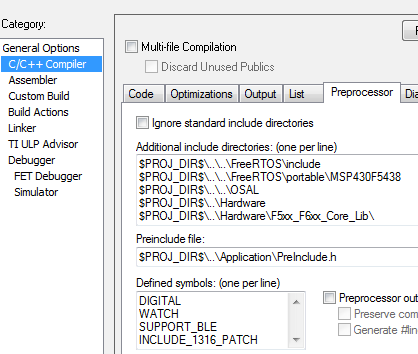 Category:
General Options
C/C++ Compiler
Assembler
Custom Build
Build Actions
Linker
TI ULP Advisor
Debugger
FET Debugger
Simulator
Multi-file Compilation
Discard Unused Publics
Code Optimizations Output List Preprocessor
Ignore standard include directories
Additional include directories: (one per line)
$PROJ_DIR$\..\..\FreeRTOS\include
$PROJ_DIR$\..\..\FreeRTOS\portable\MSP430F5438
$PROJ_DIR$\..\..\OSAL
$PROJ_DIR$\..\Hardware
$PROJ_DIR$\..\Hardware\F5xx_F6xx_Core_Lib\
Preinclude file:
$PROJ_DIR$\..\Application\PreInclude.h
Defined symbols: (one per line)
DIGITAL
WATCH
SUPPORT_BLE
INCLUDE_1316_PATCH
Preprocessor out
Preserve com
Generate #lin